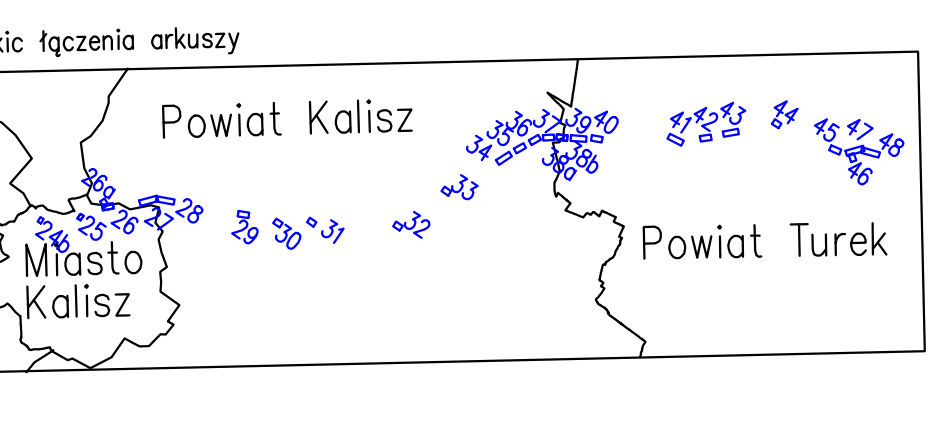 kic łączenia arkuszy
Powiat Kalisz
34 35 36 37 39 40
38a 38b
41 42 43 44 45 47 48
46
33
26a
24b 25 26 27 28 29 30 31 32
Miasto
Kalisz
Powiat Turek